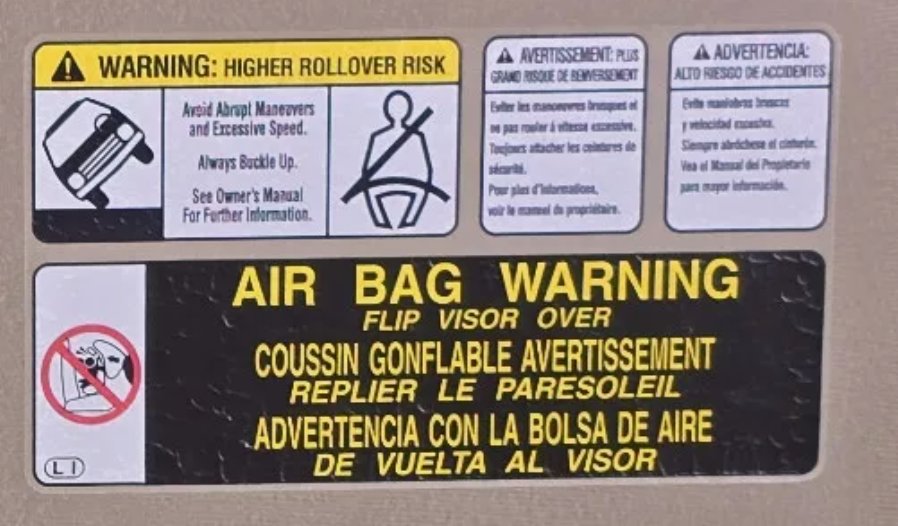 WARNING: HIGHER ROLLOVER RISK
Avoid Abrupt Maneuvers
and Excessive Speed.
Always Buckle Up.
See Owner's Manual
For Further Information.
AVERTISSEMENT: PLUS
GRAND RISQUE DE RENVERSEMENT
Eviter les manoeuvres brusques et
ne pas rouler à vitesse excessive.
Toujours attacher les ceintures de
sécurité.
Pour plus d'informations,
voir le manuel du propriétaire.
ADVERTENCIA:
ALTO RIESGO DE ACCIDENTES
Evite maniobras bruscas
y velocidad excesiva.
Siempre abróchese el cinturón.
Vea el Manual del Propietario
para mayor información.
AIR BAG WARNING
FLIP VISOR OVER
COUSSIN GONFLABLE AVERTISSEMENT
REPLIER LE PARESOLEIL
ADVERTENCIA CON LA BOLSA DE AIRE
DE VUELTA AL VISOR
L I